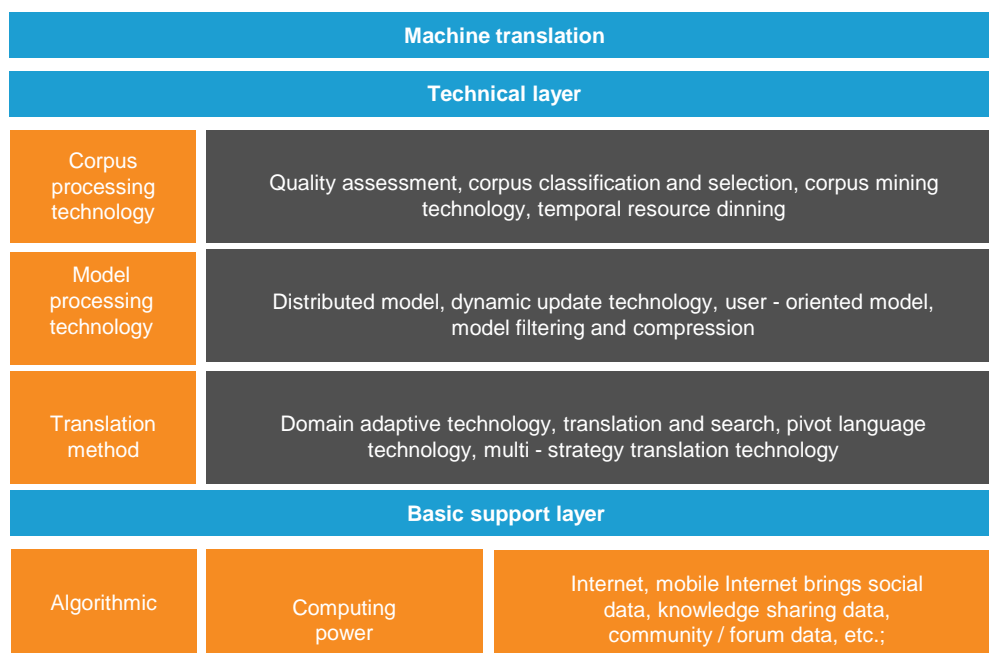 Machine translation
Technical layer
Corpus
processing
technology
Quality assessment, corpus classification and selection, corpus mining
technology, temporal resource dinning
Model
processing
technology
Distributed model, dynamic update technology, user - oriented model,
model filtering and compression
Translation
method
Domain adaptive technology, translation and search, pivot language
technology, multi - strategy translation technology
Basic support layer
Algorithmic
Computing
power
Internet, mobile Internet brings social
data, knowledge sharing data,
community / forum data, etc.;